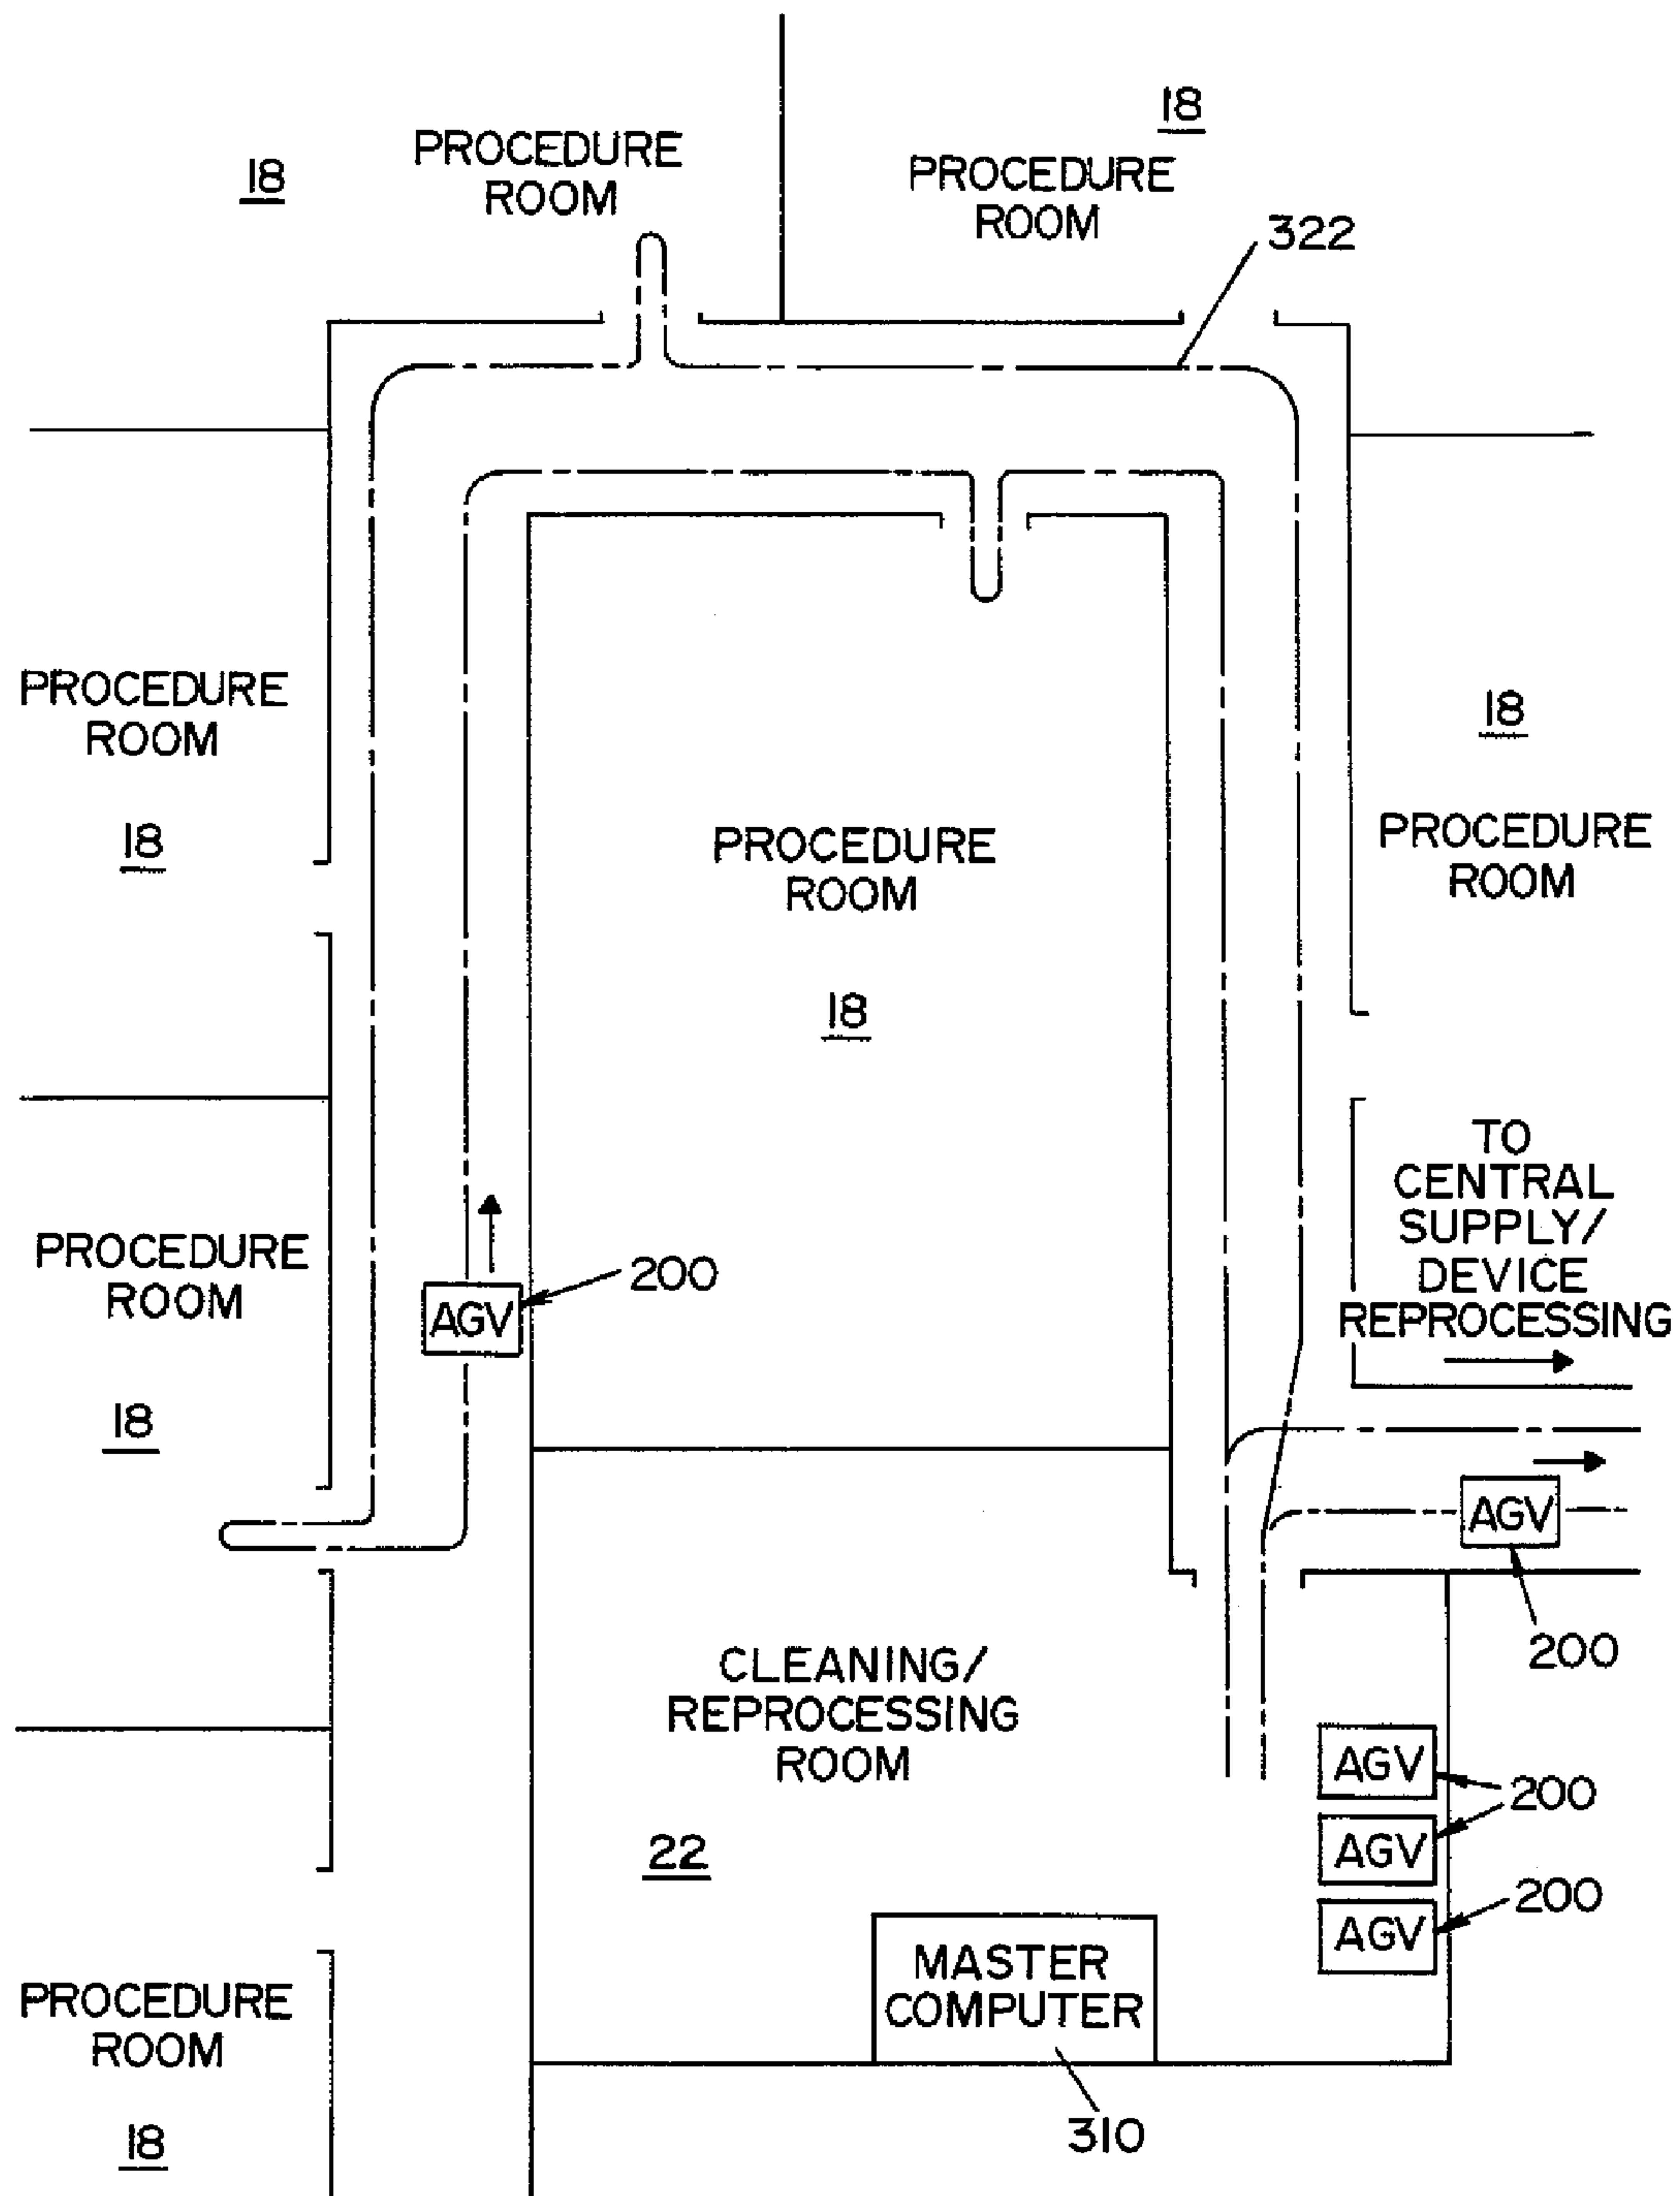 18
PROCEDURE
ROOM
18
PROCEDURE
ROOM
322
PROCEDURE
ROOM
18
PROCEDURE
ROOM
18
18
PROCEDURE
ROOM
TO
CENTRAL
SUPPLY/
DEVICE
REPROCESSING
PROCEDURE
ROOM
18
AGV
200
AGV
200
CLEANING/
REPROCESSING
ROOM
22
AGV
AGV
AGV
200
200
MASTER
COMPUTER
310
PROCEDURE
ROOM
18